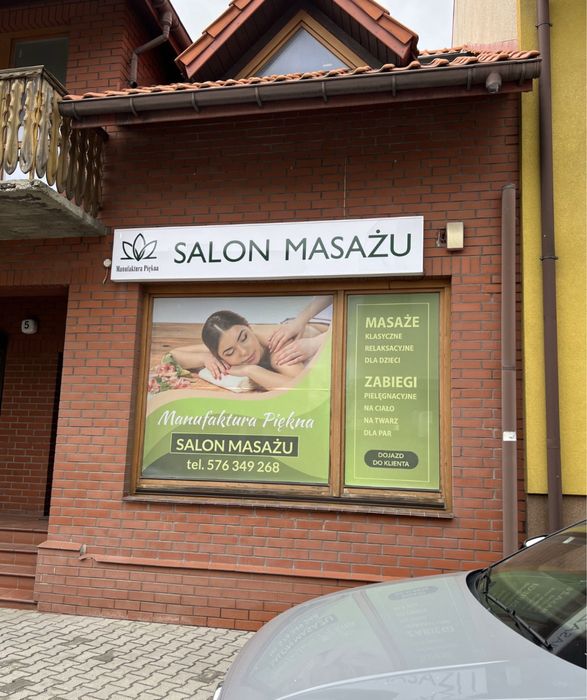 SALON MASAŻU
Manufaktura Piękna
5
Manufaktura Piękna
SALON MASAŻU
tel. 576 349 268
MASAŻE
KLASYCZNE
RELAKSACYJNE
DLA DZIECI
ZABIEGI
PIELĘGNACYJNE
NA CIAŁO
NA TWARZ
DLA PAR
DOJAZD
DO KLIENTA